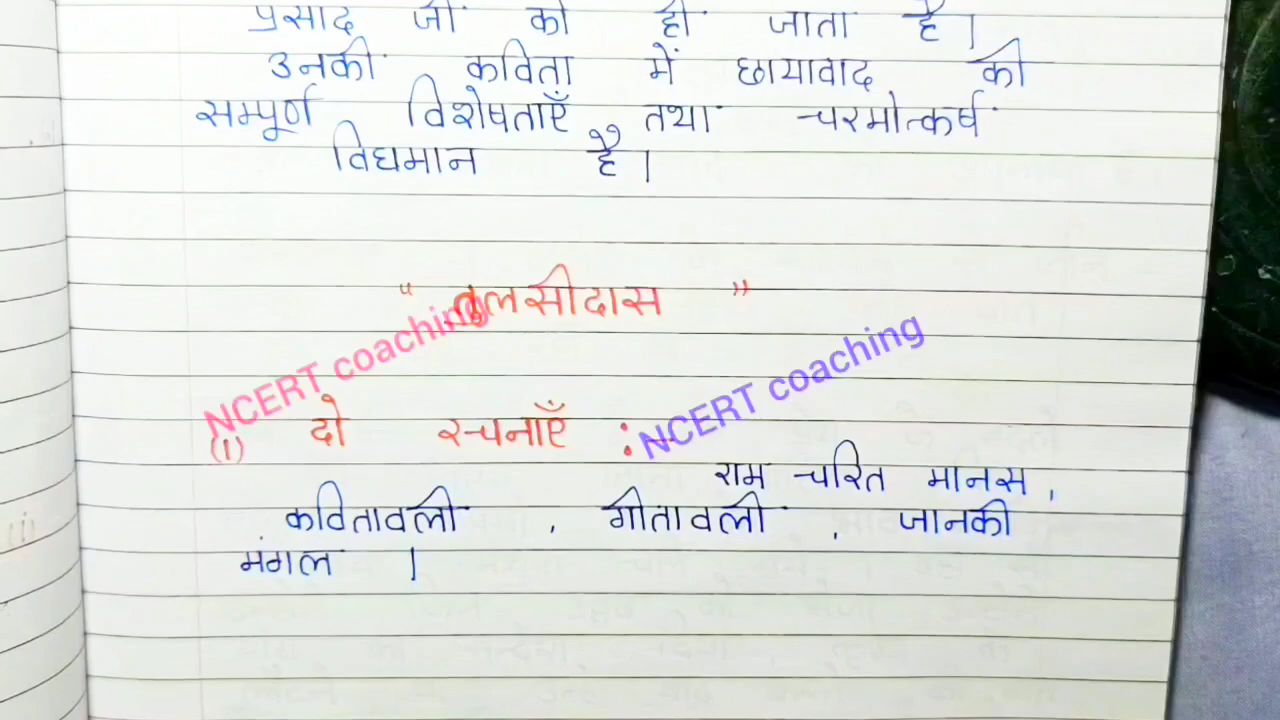 प्रसाद जी को ही जाता है।
उनकी कविता में छायावाद की
सम्पूर्ण विशेषताएँ तथा चरमोत्कर्ष
विद्यमान है।
" तुलसीदास "
NCERT coaching
NCERT coaching
(i) दो रचनाएँ :-
राम चरित मानस,
कवितावली, गीतावली, जानकी
मंगल।